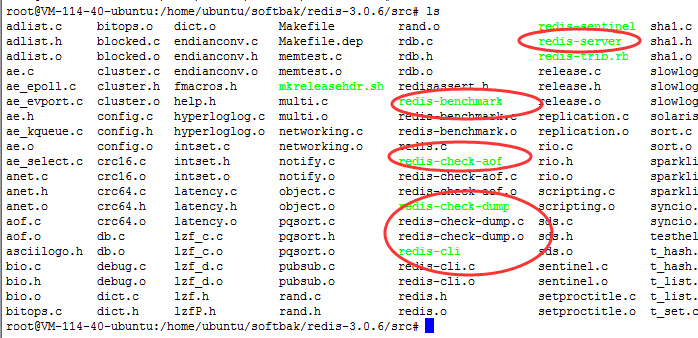 root@VM-114-40-ubuntu:/home/ubuntu/softbak/redis-3.0.6/src# ls
adlist.c bitops.o dict.o Makefile rand.o redis-sentinel sha1.c
adlist.h blocked.c endianconv.c Makefile.dep rdb.c redis-server sha1.h
adlist.o blocked.o endianconv.h memtest.c rdb.h redis-trib.rb sha1.o
ae.c cluster.c endianconv.o memtest.o rdb.o release.c slowlog
ae_epoll.c cluster.h fmacros.h mkreleasehdr.sh redisassert.h release.h slowlog
ae_evport.c cluster.o help.h multi.c redis-benchmark release.o slowlog
ae.h config.c hyperloglog.c multi.o redis-benchmark.c replication.c solaris
ae_kqueue.c config.h hyperloglog.o networking.c redis-benchmark.o replication.o sort.c
ae.o config.o intset.c networking.o redis.c rio.c sort.o
ae_select.c crc16.c intset.h notify.c redis-check-aof rio.h sparkli
anet.c crc16.o intset.o notify.o redis-check-aof.c rio.o sparkli
anet.h crc64.c latency.c object.c redis-check-aof.o scripting.c sparkli
anet.o crc64.h latency.h object.o redis-check-dump scripting.o syncio.
aof.c crc64.o latency.o pqsort.c redis-check-dump.c sds.c syncio.
aof.o db.c lzf_c.c pqsort.h redis-check-dump.o sds.h testhel
asciilogo.h db.o lzf_c.o pqsort.o redis-cli sds.o t_hash.
bio.c debug.c lzf_d.c pubsub.c redis-cli.c sentinel.c t_hash.
bio.h debug.o lzf_d.o pubsub.o redis-cli.o sentinel.o t_list.
bio.o dict.c lzf.h rand.c redis.h setproctitle.c t_list.
bitops.c dict.h lzfP.h rand.h redis.o setproctitle.o t_set.c
root@VM-114-40-ubuntu:/home/ubuntu/softbak/redis-3.0.6/src#